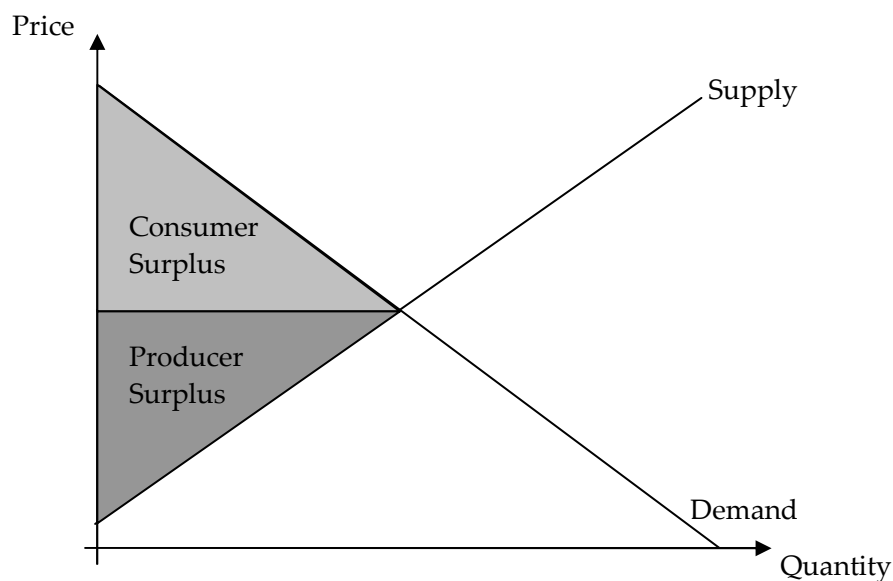 Price
Supply
Consumer
Surplus
Producer
Surplus
Demand
Quantity